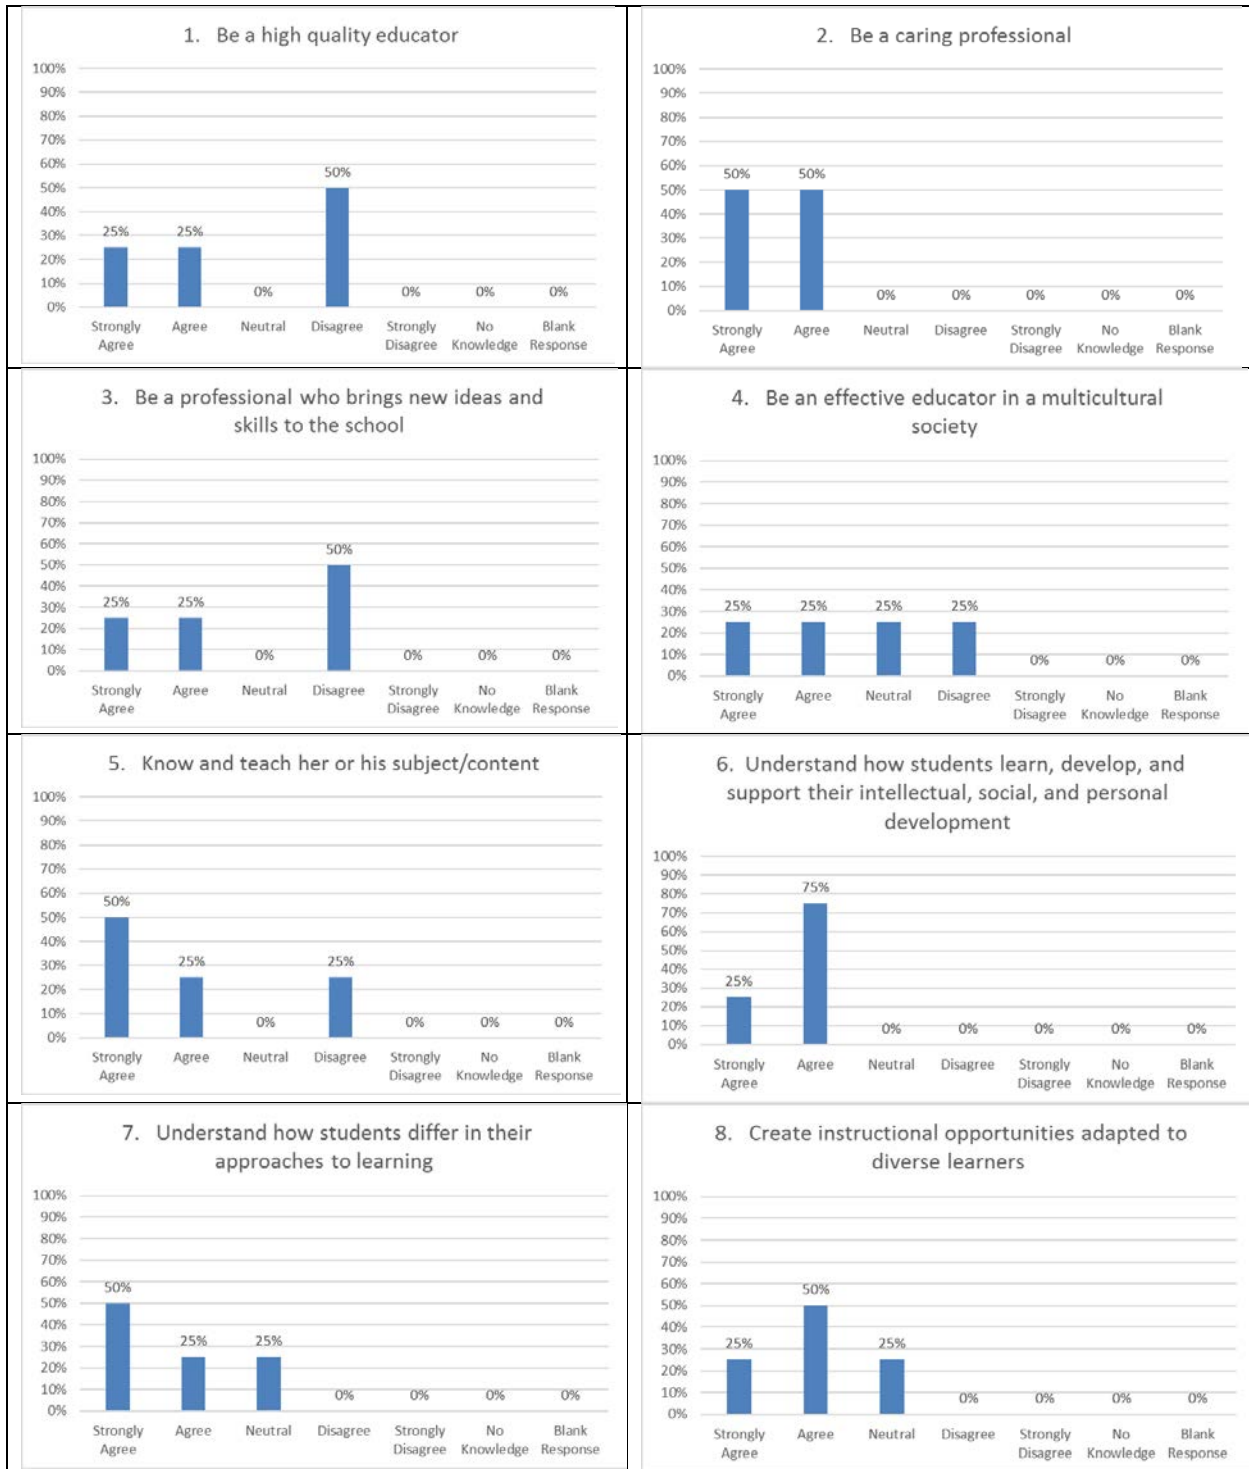 1. Be a high quality educator
100%
90%
80%
70%
60%
50%
40%
30%
20%
10%
0%
25%
25%
0%
50%
0%
0%
0%
Strongly Agree
Agree
Neutral
Disagree
Strongly Disagree
No Knowledge
Blank Response
2. Be a caring professional
100%
90%
80%
70%
60%
50%
40%
30%
20%
10%
0%
50%
50%
0%
0%
0%
0%
0%
Strongly Agree
Agree
Neutral
Disagree
Strongly Disagree
No Knowledge
Blank Response
3. Be a professional who brings new ideas and
skills to the school
100%
90%
80%
70%
60%
50%
40%
30%
20%
10%
0%
25%
25%
0%
50%
0%
0%
0%
Strongly Agree
Agree
Neutral
Disagree
Strongly Disagree
No Knowledge
Blank Response
4. Be an effective educator in a multicultural
society
100%
90%
80%
70%
60%
50%
40%
30%
20%
10%
0%
25%
25%
25%
25%
0%
0%
0%
Strongly Agree
Agree
Neutral
Disagree
Strongly Disagree
No Knowledge
Blank Response
5. Know and teach her or his subject/content
100%
90%
80%
70%
60%
50%
40%
30%
20%
10%
0%
50%
25%
0%
25%
0%
0%
0%
Strongly Agree
Agree
Neutral
Disagree
Strongly Disagree
No Knowledge
Blank Response
6. Understand how students learn, develop, and
support their intellectual, social, and personal
development
100%
90%
80%
70%
60%
50%
40%
30%
20%
10%
0%
25%
75%
0%
0%
0%
0%
0%
Strongly Agree
Agree
Neutral
Disagree
Strongly Disagree
No Knowledge
Blank Response
7. Understand how students differ in their
approaches to learning
100%
90%
80%
70%
60%
50%
40%
30%
20%
10%
0%
50%
25%
25%
0%
0%
0%
0%
Strongly Agree
Agree
Neutral
Disagree
Strongly Disagree
No Knowledge
Blank Response
8. Create instructional opportunities adapted to
diverse learners
100%
90%
80%
70%
60%
50%
40%
30%
20%
10%
0%
25%
50%
25%
0%
0%
0%
0%
Strongly Agree
Agree
Neutral
Disagree
Strongly Disagree
No Knowledge
Blank Response